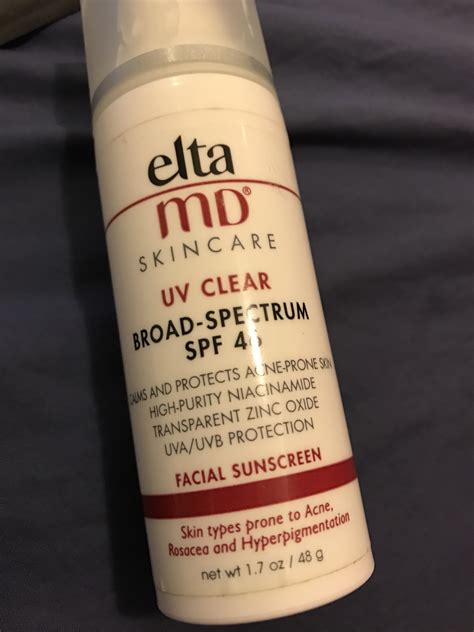 elta
MD®
SKINCARE
UV CLEAR
BROAD-SPECTRUM
SPF 46
CALMS AND PROTECTS ACNE-PRONE SKIN
HIGH-PURITY NIACINAMIDE
TRANSPARENT ZINC OXIDE
UVA/UVB PROTECTION
FACIAL SUNSCREEN
Skin types prone to Acne,
Rosacea and Hyperpigmentation
net wt 1.7 oz / 48 g